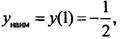 yнаим = y(1) = -1/2,